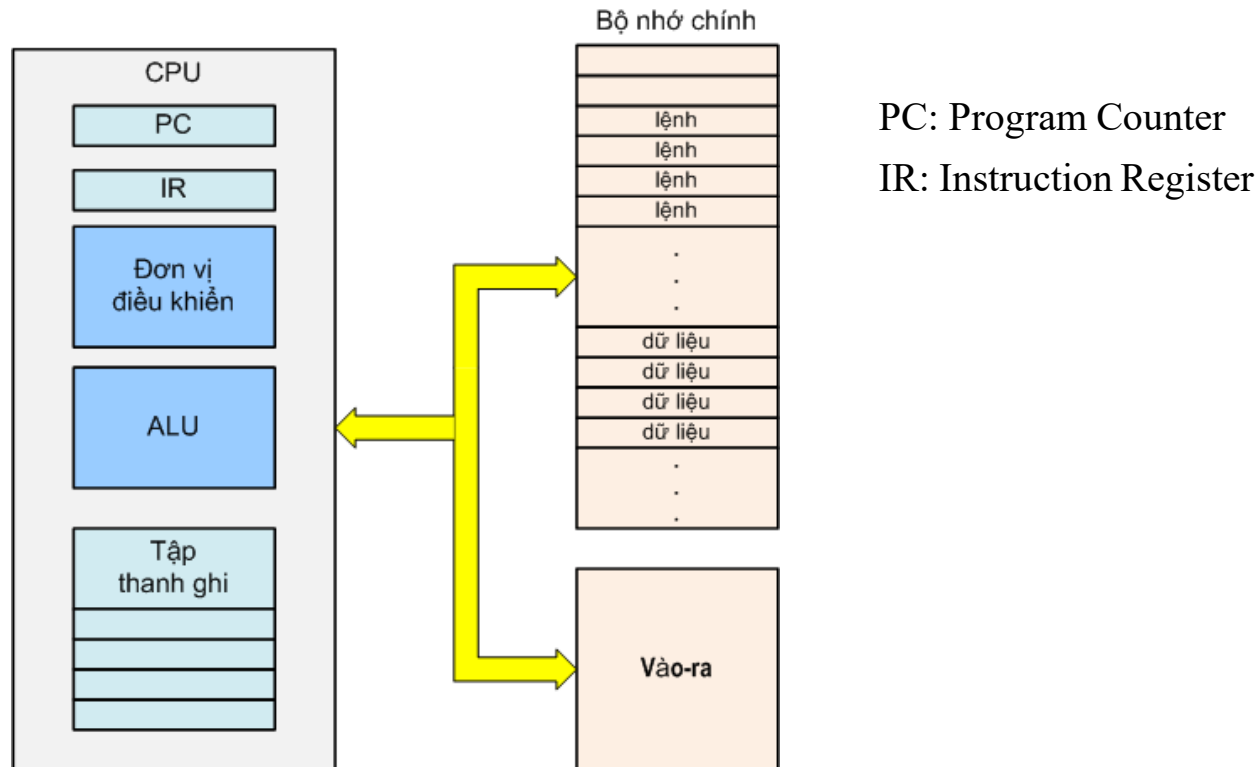 Bộ nhớ chính
CPU
PC
IR
Đơn vị
điều khiển
ALU
Tập
thanh ghi
lệnh
lệnh
lệnh
lệnh
.
.
.
dữ liệu
dữ liệu
dữ liệu
dữ liệu
.
.
.
Vào-ra
PC: Program Counter
IR: Instruction Register